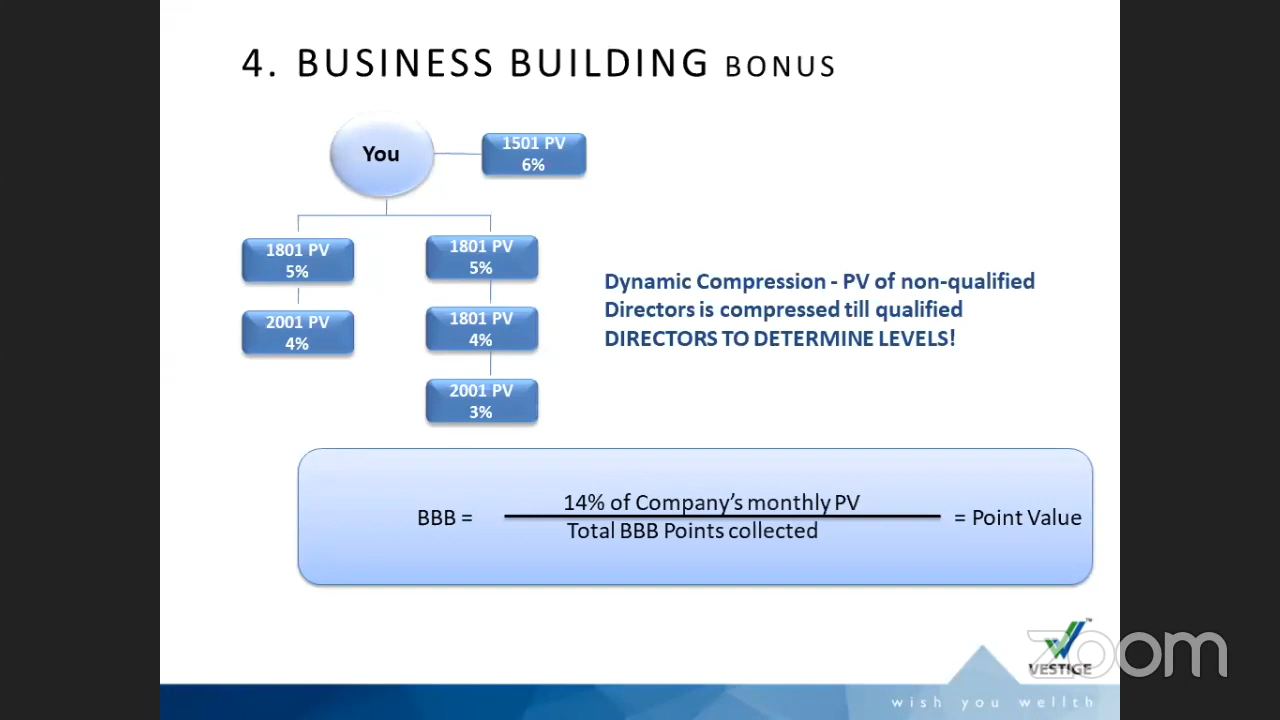 4. BUSINESS BUILDING BONUS
You
1501 PV
6%
1801 PV
5%
1801 PV
5%
2001 PV
4%
1801 PV
4%
2001 PV
3%
Dynamic Compression - PV of non-qualified
Directors is compressed till qualified
DIRECTORS TO DETERMINE LEVELS!
BBB =
14% of Company's monthly PV
Total BBB Points collected
= Point Value
VESTIGE
TM
zoom
wish you wellth